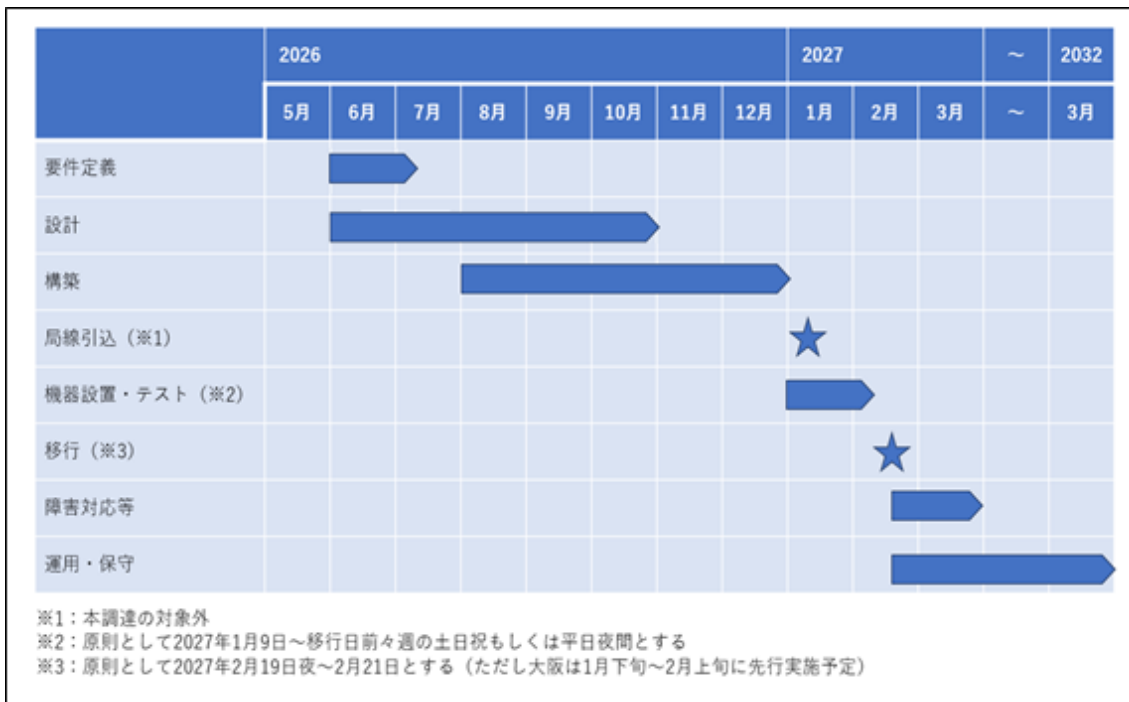 2026 2027 ～ 2032
5月 6月 7月 8月 9月 10月 11月 12月 1月 2月 3月 ～ 3月
要件定義
設計
構築
局線引込（※1）
機器設置・テスト（※2）
移行（※3）
障害対応等
運用・保守
※1：本調達の対象外
※2：原則として2027年1月9日～移行日前々週の土日祝もしくは平日夜間とする
※3：原則として2027年2月19日夜～2月21日とする（ただし大阪は1月下旬～2月上旬に先行実施予定）